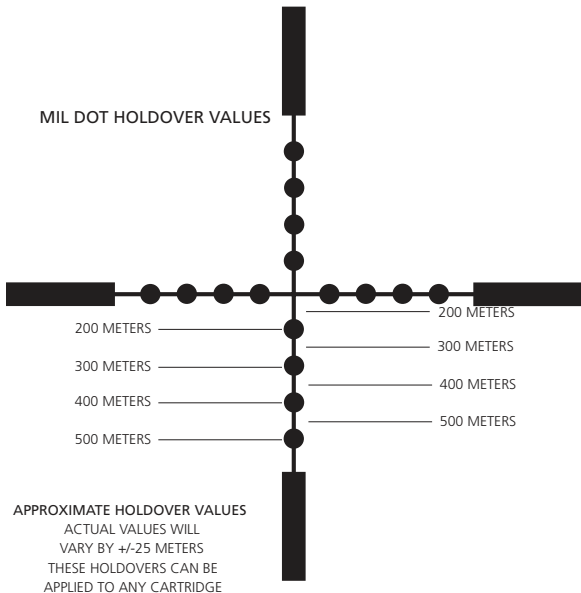 MIL DOT HOLDOVER VALUES
200 METERS
200 METERS
300 METERS
300 METERS
400 METERS
400 METERS
500 METERS
500 METERS
APPROXIMATE HOLDOVER VALUES
ACTUAL VALUES WILL
VARY BY +/-25 METERS
THESE HOLDOVERS CAN BE
APPLIED TO ANY CARTRIDGE